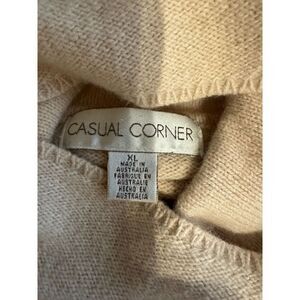 CASUAL CORNER
XL
MADE IN
AUSTRALIA
FABRIQUE EN
AUSTRALIE
HECHO EN
AUSTRALIA